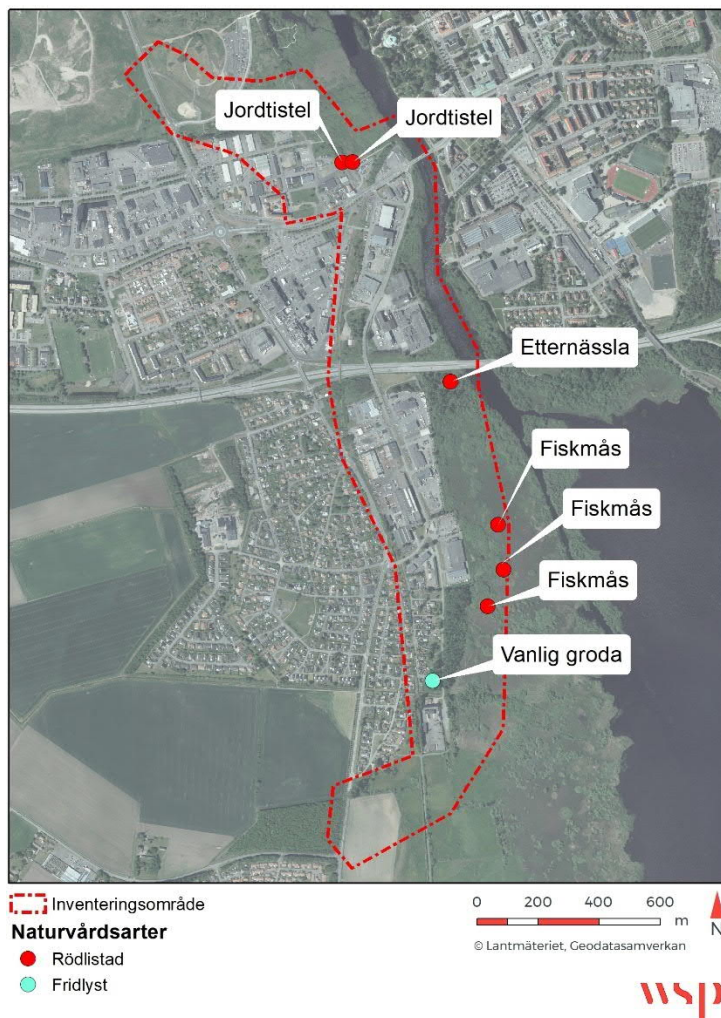 Jordtistel
Jordtistel
Etternässla
Fiskmås
Fiskmås
Fiskmås
Vanlig groda
Inventeringsområde
Naturvårdsarter
Rödlistad
Fridlyst
0 200 400 600
m
© Lantmäteriet, Geodatasamverkan
N
wsp